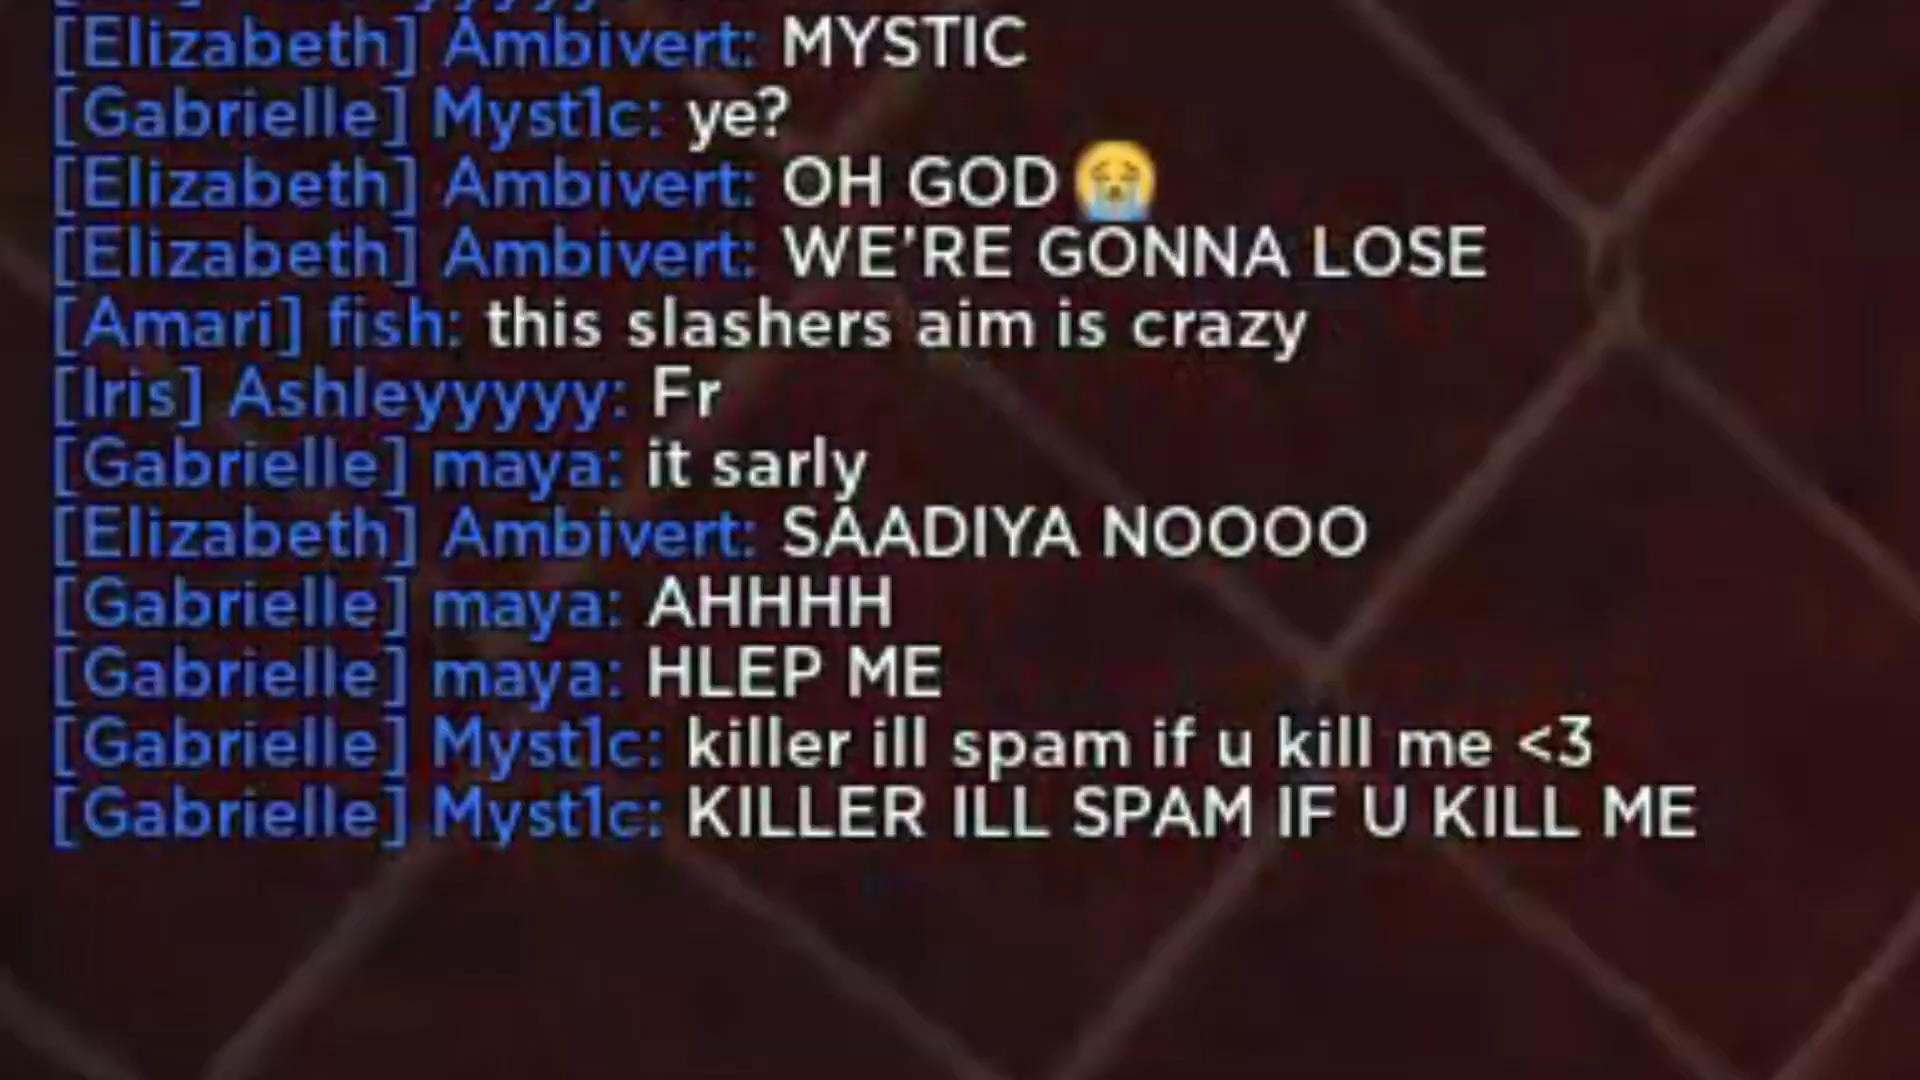 [Elizabeth] Ambivert: MYSTIC
[Gabrielle] Myst1c: ye?
[Elizabeth] Ambivert: OH GOD 😭
[Elizabeth] Ambivert: WE'RE GONNA LOSE
[Amari] fish: this slashers aim is crazy
[Iris] Ashleyyyyyy: Fr
[Gabrielle] maya: it sarly
[Elizabeth] Ambivert: SAADIYA NOOOO
[Gabrielle] maya: AHHHH
[Gabrielle] maya: HLEP ME
[Gabrielle] Myst1c: killer ill spam if u kill me <3
[Gabrielle] Myst1c: KILLER ILL SPAM IF U KILL ME